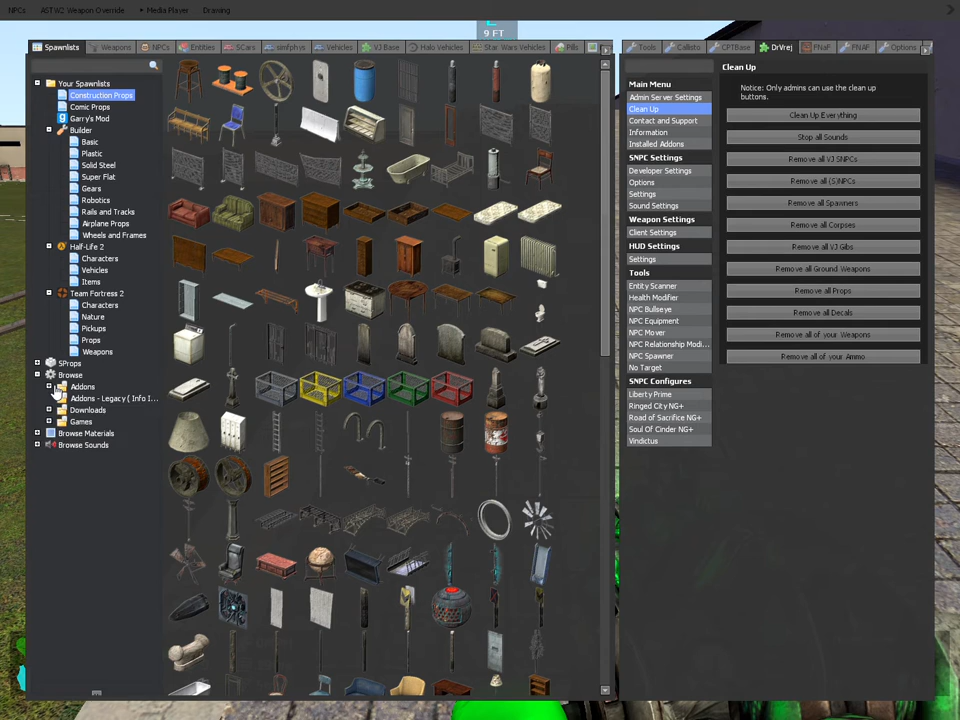 NPCs ASTW2 Weapon Override Media Player Drawing
9 FT
Spawnlists Weapons NPCs Entities SCars simfphys Vehicles VJ Base Halo Vehicles Star Wars Vehicles Pills
Your Spawnlists
Construction Props
Comic Props
Garry's Mod
Builder
Basic
Plastic
Solid Steel
Super Flat
Gears
Robotics
Rails and Tracks
Airplane Props
Wheels and Frames
Half-Life 2
Characters
Vehicles
Items
Team Fortress 2
Characters
Nature
Pickups
Props
Weapons
SProps
Browse
Addons
Addons - Legacy ( Info I...
Downloads
Games
Browse Materials
Browse Sounds
Tools Callisto CPTBase DrVrej FNaF FNAF Options
Main Menu
Admin Server Settings
Clean Up
Contact and Support
Information
Installed Addons
SNPC Settings
Developer Settings
Options
Settings
Sound Settings
Weapon Settings
Client Settings
HUD Settings
Settings
Tools
Entity Scanner
Health Modifier
NPC Bullseye
NPC Equipment
NPC Mover
NPC Relationship Modi...
NPC Spawner
No Target
SNPC Configures
Liberty Prime
Ringed City NG+
Road of Sacrifice NG+
Soul Of Cinder NG+
Vindictus
Clean Up
Notice: Only admins can use the clean up
buttons.
Clean Up Everything
Stop all Sounds
Remove all VJ SNPCs
Remove all (S)NPCs
Remove all Spawners
Remove all Corpses
Remove all VJ Gibs
Remove all Ground Weapons
Remove all Props
Remove all Decals
Remove all of your Weapons
Remove all of your Ammo